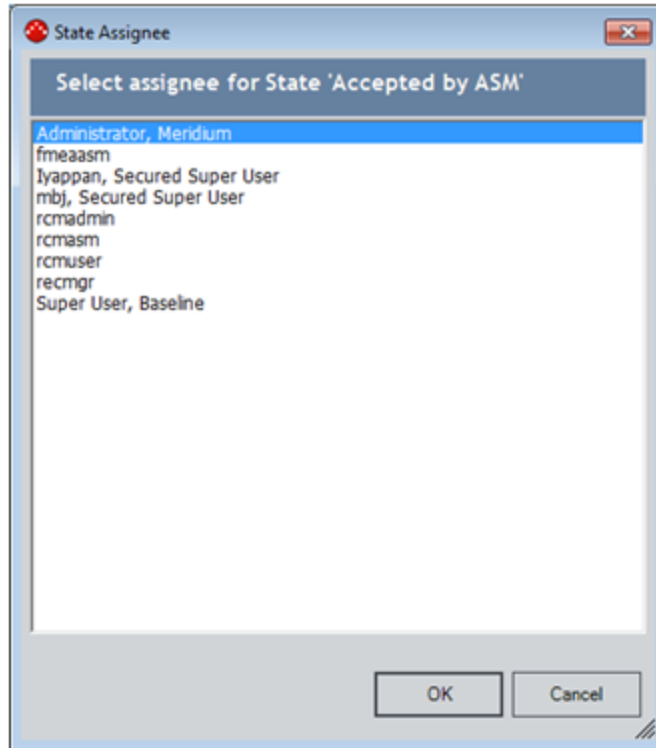 State Assignee
Select assignee for State 'Accepted by ASM'
Administrator, Meridium
fmeaasm
Iyappan, Secured Super User
mbj, Secured Super User
rcmadmin
rcmasm
rcmuser
recmgr
Super User, Baseline
OK
Cancel